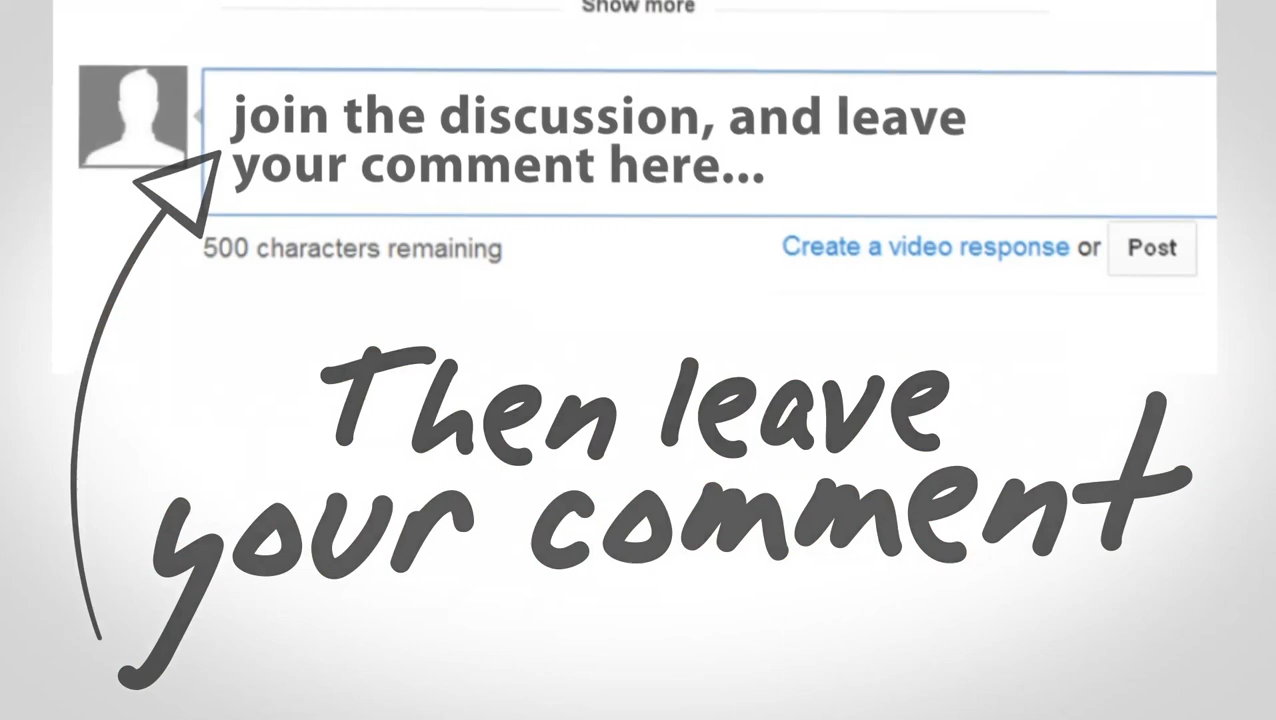 Show more
join the discussion, and leave
your comment here...
500 characters remaining
Create a video response or Post
Then leave
your comment